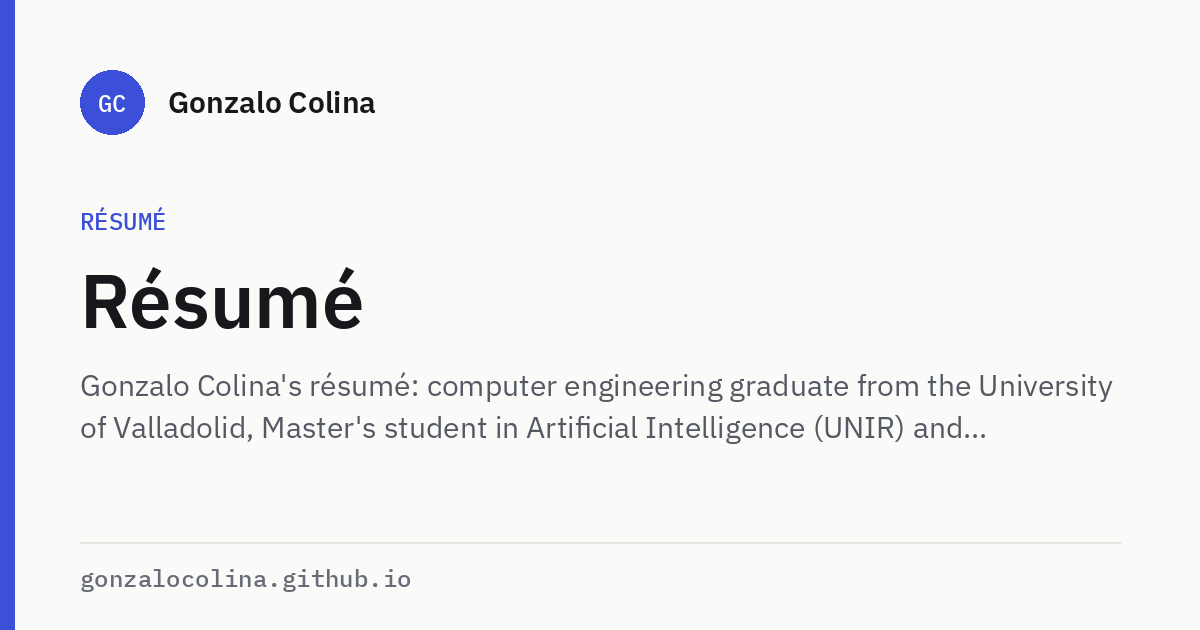 GC
Gonzalo Colina
RÉSUMÉ
Résumé
Gonzalo Colina's résumé: computer engineering graduate from the University
of Valladolid, Master's student in Artificial Intelligence (UNIR) and...
gonzalocolina.github.io